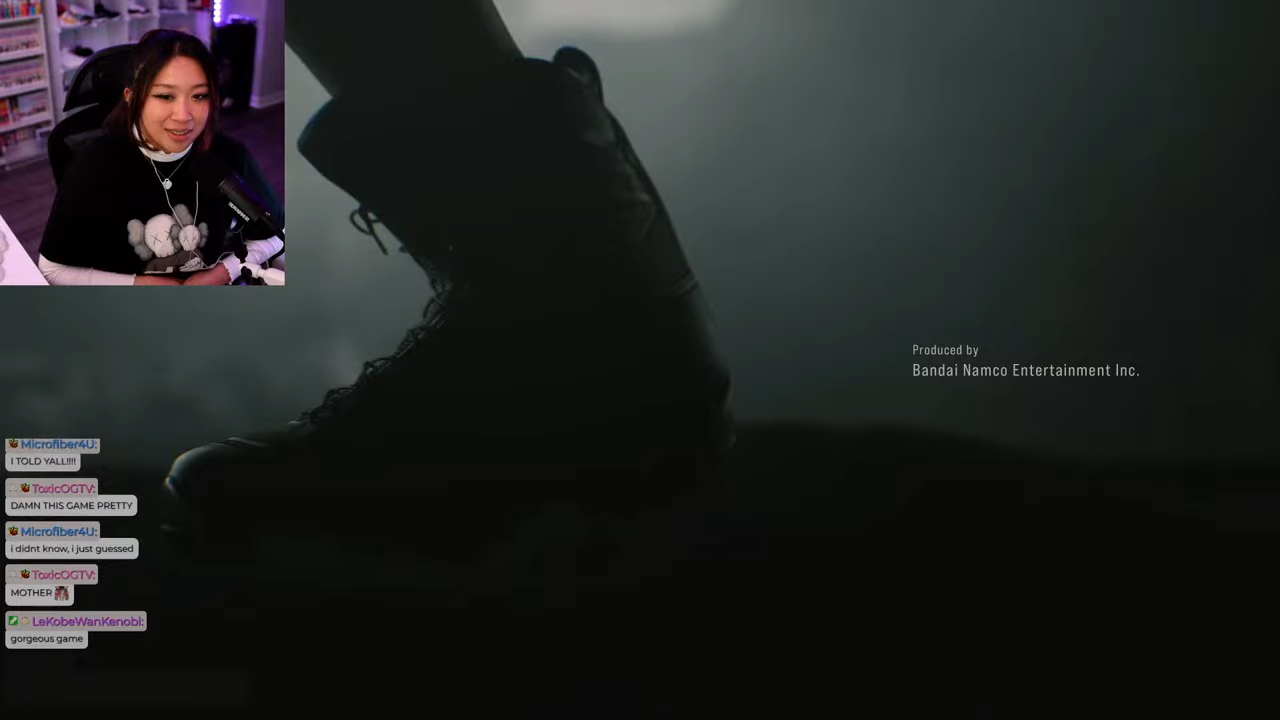 Produced by
Bandai Namco Entertainment Inc.
Microfiber4U:
I TOLD YALL!!!!
ToxicOGTV:
DAMN THIS GAME PRETTY
Microfiber4U:
i didnt know, i just guessed
ToxicOGTV:
MOTHER
LeKobeWanKenobi:
gorgeous game